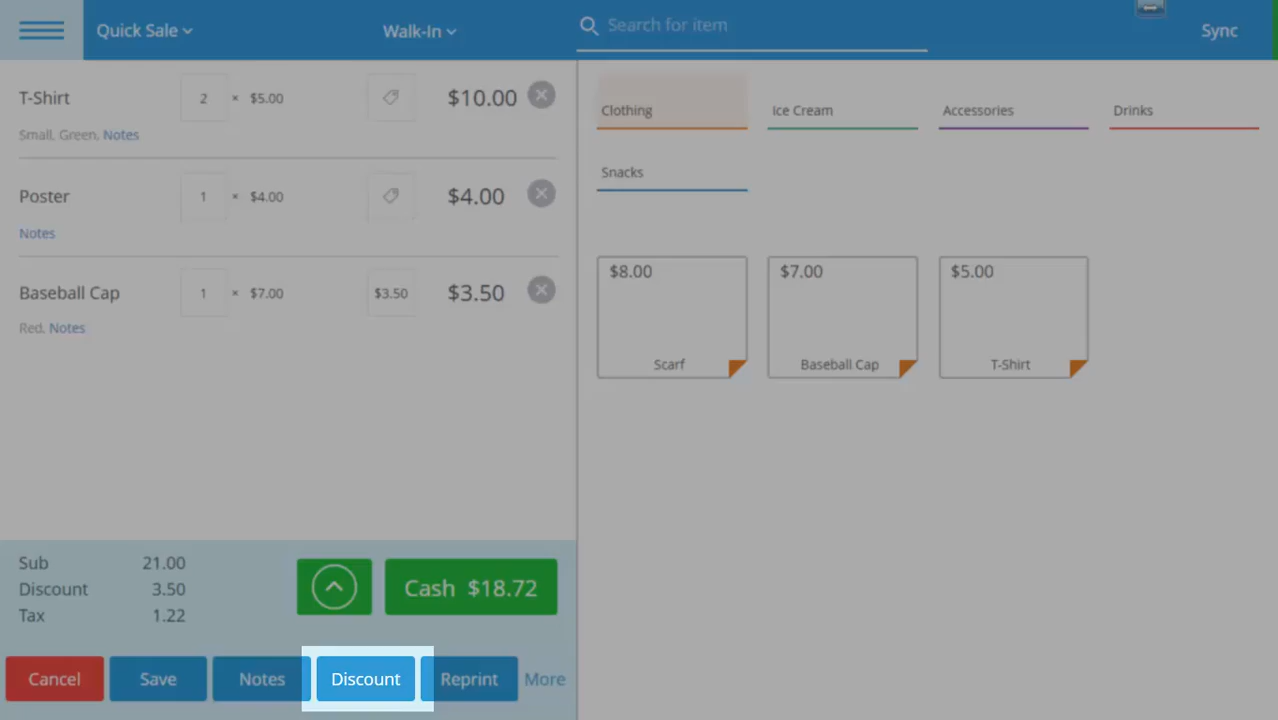 Quick Sale
Walk-In
Search for item
Sync
T-Shirt 2 × $5.00 $10.00
Small, Green, Notes
Poster 1 × $4.00 $4.00
Notes
Baseball Cap 1 × $7.00 $3.50 $3.50
Red, Notes
Sub 21.00
Discount 3.50
Tax 1.22
Cash $18.72
Cancel
Save
Notes
Discount
Reprint
More
Clothing
Ice Cream
Accessories
Drinks
Snacks
$8.00
Scarf
$7.00
Baseball Cap
$5.00
T-Shirt